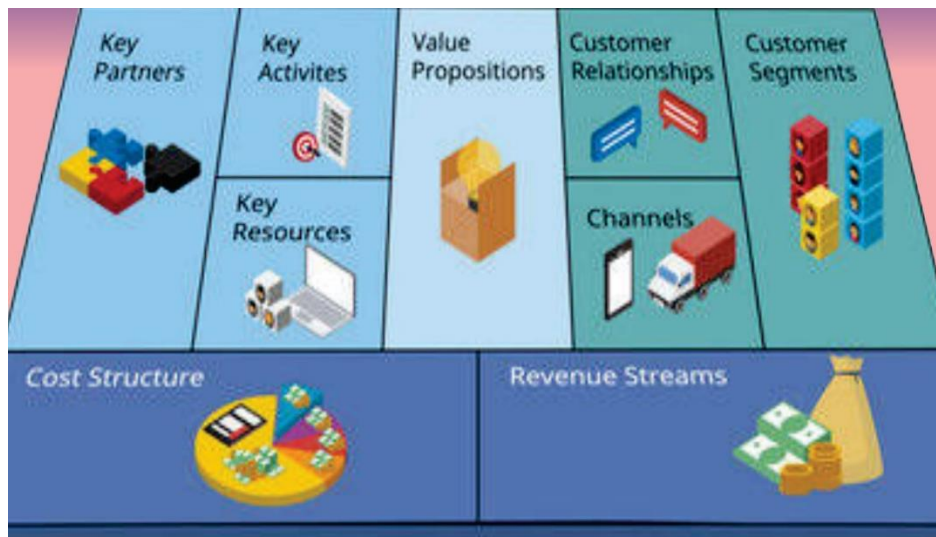 Key
Partners
Key
Activites
Key
Resources
Value
Propositions
Customer
Relationships
Channels
Customer
Segments
Cost Structure
Revenue Streams